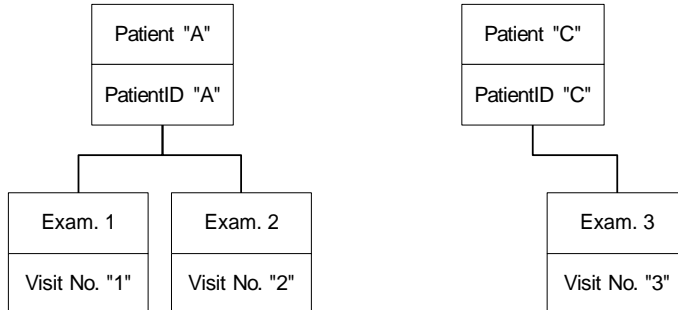 Patient "A"
PatientID "A"
Patient "C"
PatientID "C"
Exam. 1
Visit No. "1"
Exam. 2
Visit No. "2"
Exam. 3
Visit No. "3"